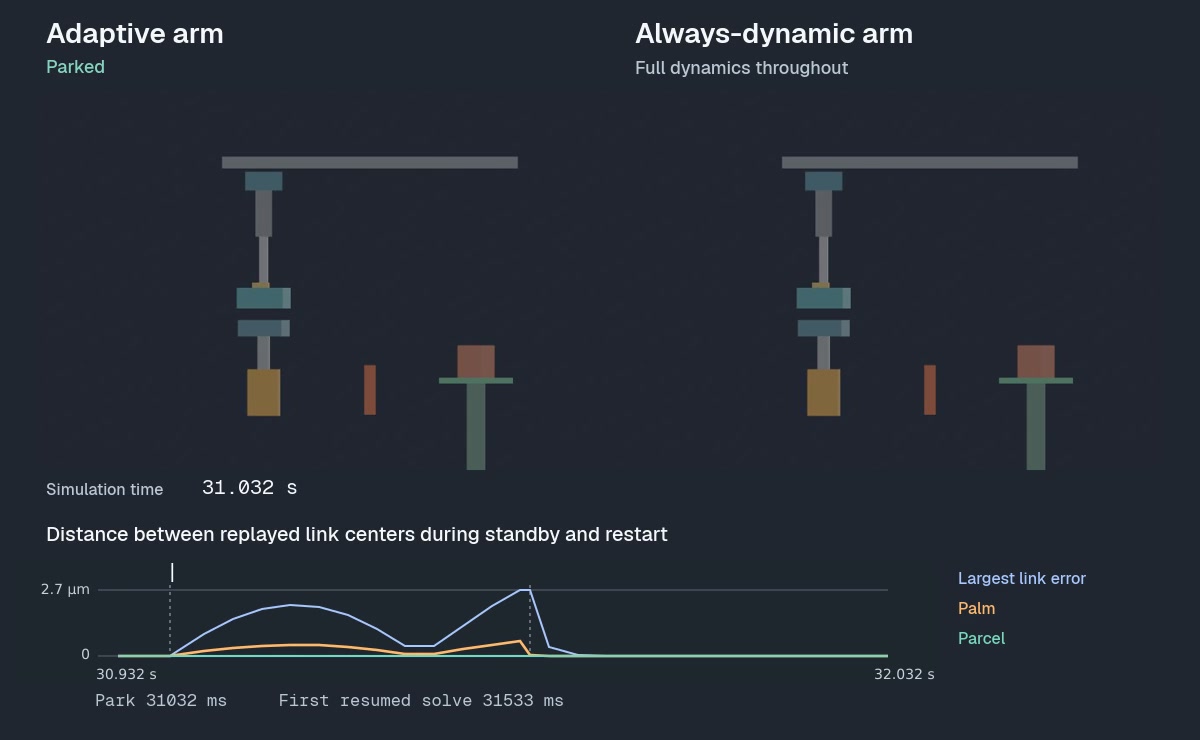 Adaptive arm
Parked
Always-dynamic arm
Full dynamics throughout
Simulation time 31.032 s
Distance between replayed link centers during standby and restart
2.7 μm
0
30.932 s
32.032 s
Park 31032 ms
First resumed solve 31533 ms
Largest link error
Palm
Parcel